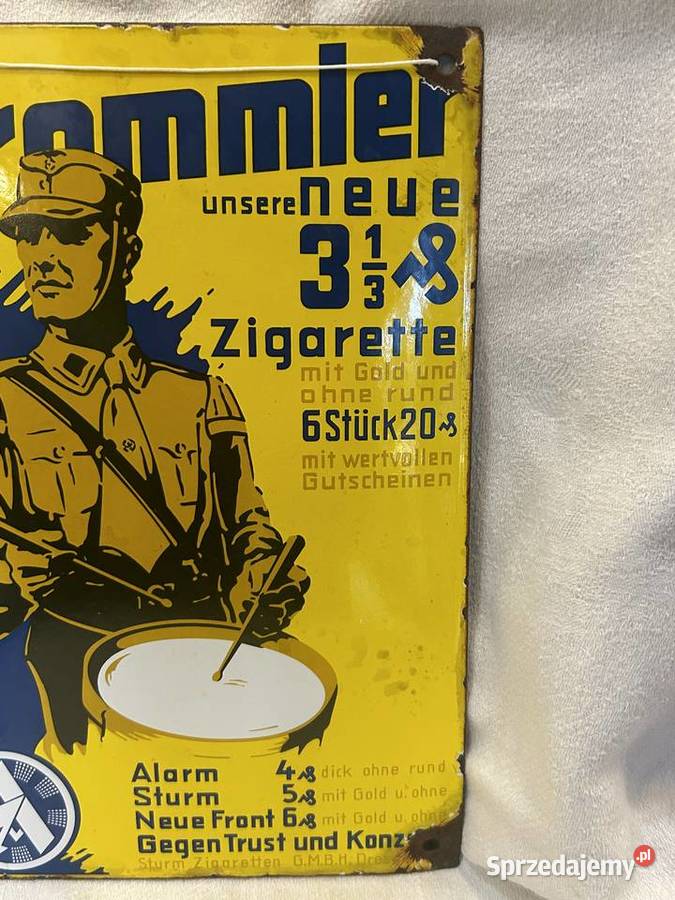 rommler
unsere neue
3 1/3 ₰
Zigarette
mit Gold und
ohne rund
6 Stück 20 ₰
mit wertvollen
Gutscheinen
Alarm 4 ₰ dick ohne rund
Sturm 5 ₰ mit Gold u. ohne
Neue Front 6 ₰ mit Gold u. ohne
Gegen Trust und Konz
Sturm Zigaretten G.M.B.H. Dres
Sprzedajemy.pl